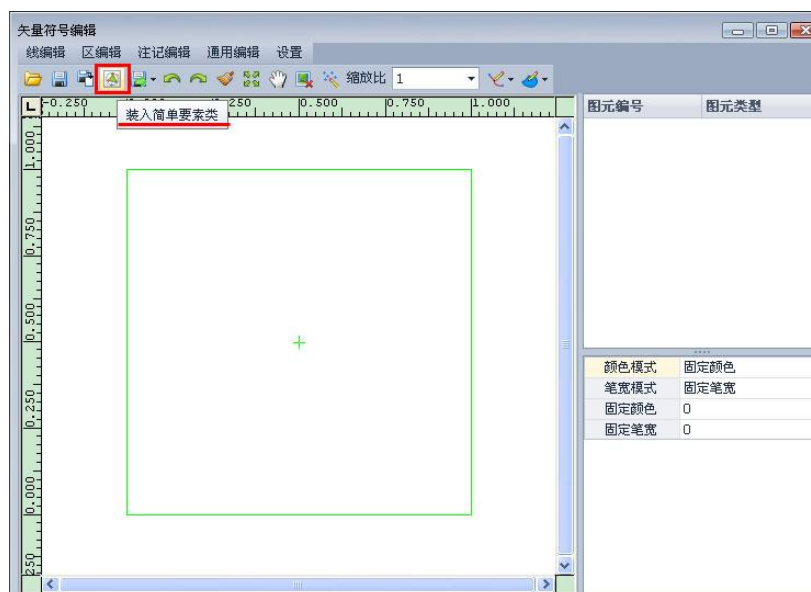 矢量符号编辑
线编辑 区编辑 注记编辑 通用编辑 设置
缩放比 1
-0.250 0.250 0.500 0.750 1.000
装入简单要素类
图元编号 图元类型
1.000
0.750
0.500
0.250
0.000
颜色模式 固定颜色
笔宽模式 固定笔宽
固定颜色 0
固定笔宽 0